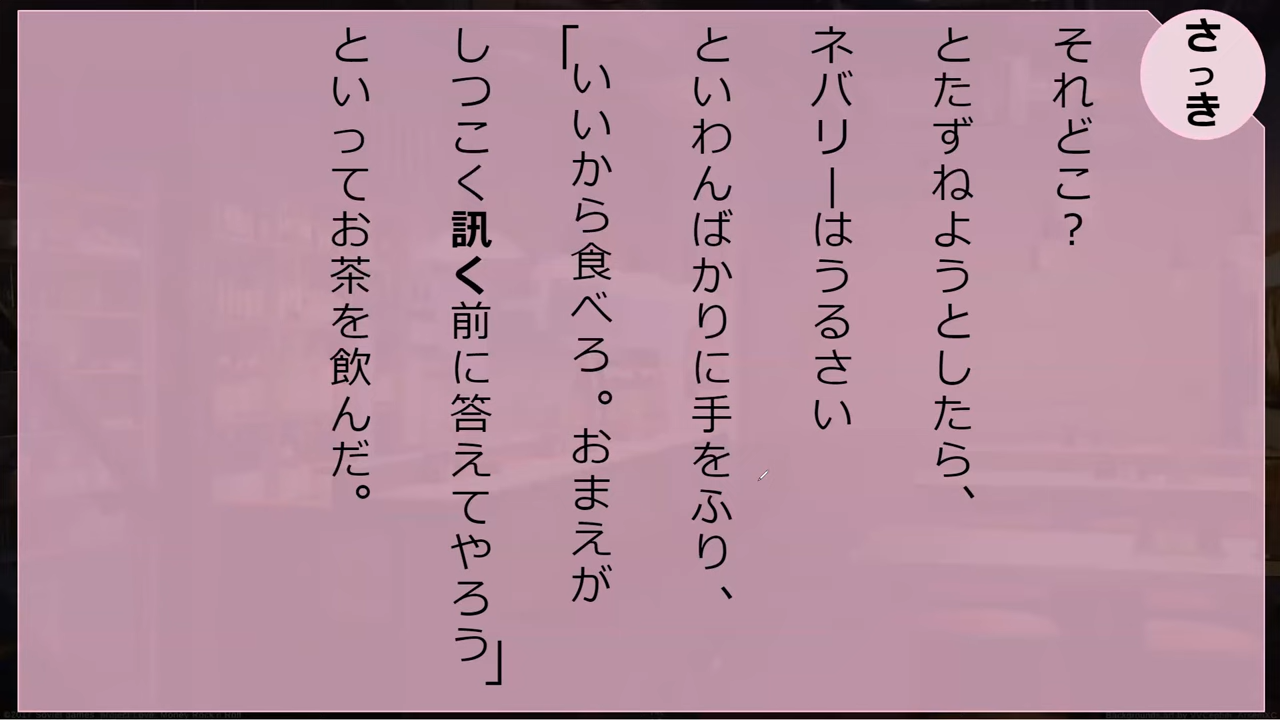 さっき
それどこ？
とたずねようとしたら、
ネバリーはうるさい
といわんばかりに手をふり、
「いいから食べろ。おまえが
しつこく訊く前に答えてやろう」
といってお茶を飲んだ。